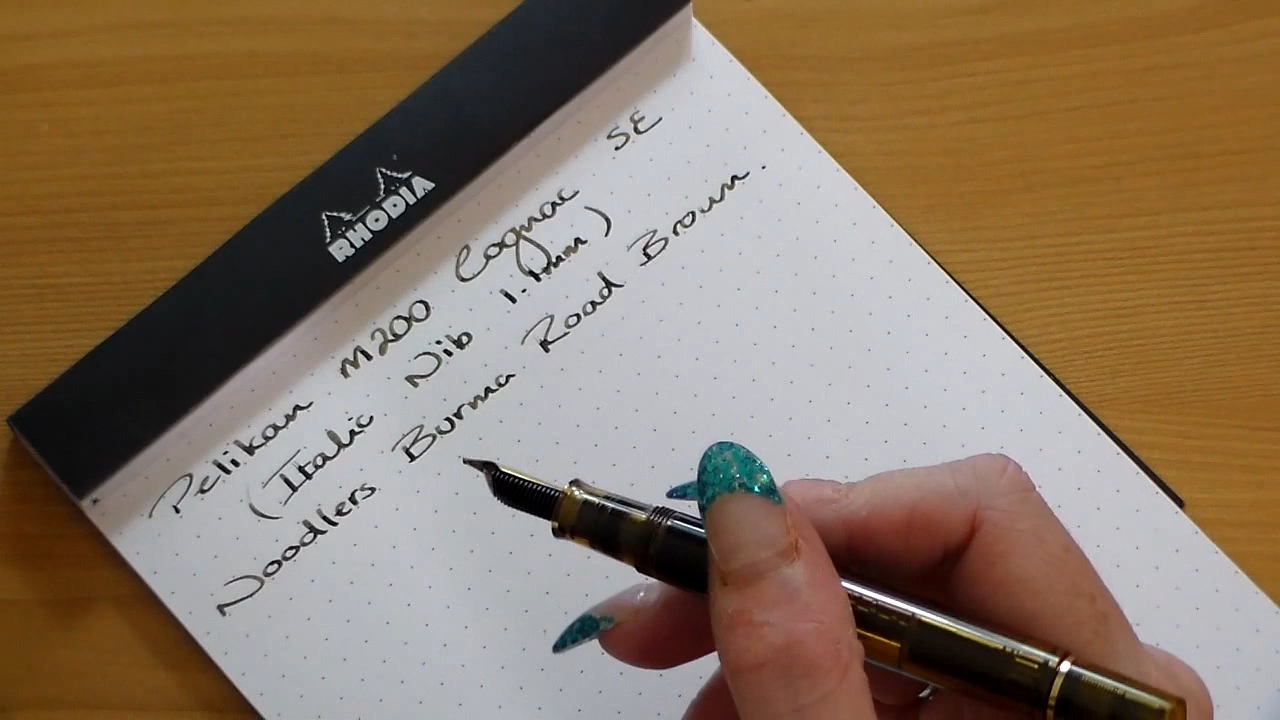 RHODIA
Pelikan M200 Cognac SE
(Italic Nib 1.1mm)
Noodlers Burma Road Brown.